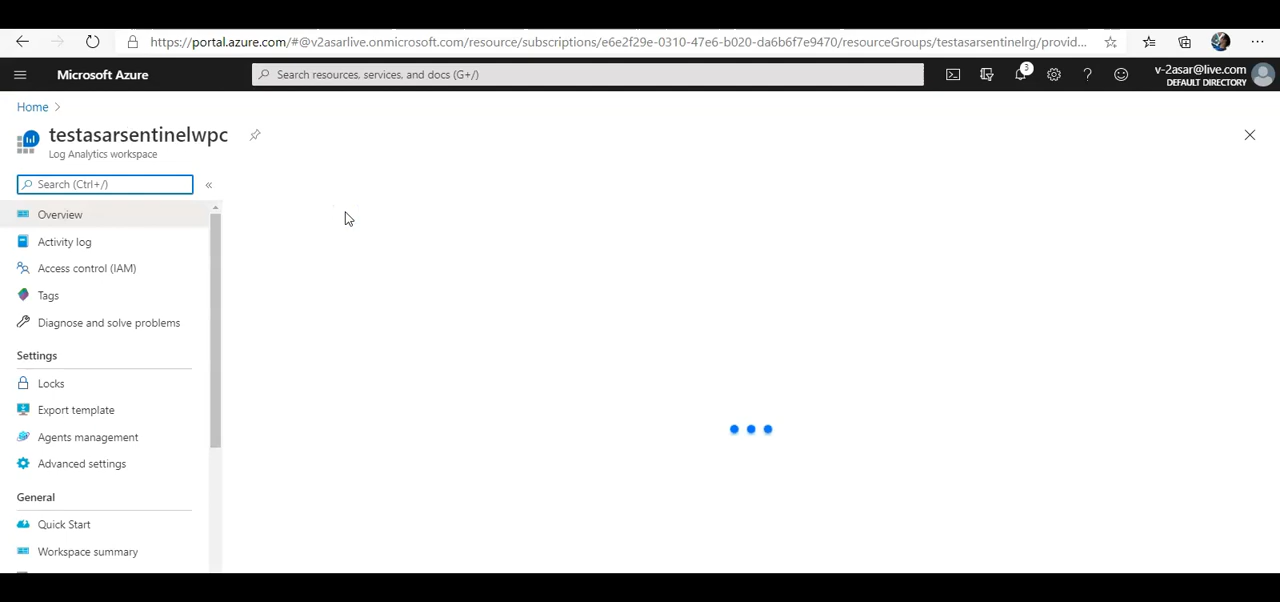 https://portal.azure.com/#@v2asarlive.onmicrosoft.com/resource/subscriptions/e6e2f29e-0310-47e6-b020-da6b6f7e9470/resourceGroups/testasarsentinelrg/provid...
Microsoft Azure
Search resources, services, and docs (G+/)
3
v-2asar@live.com
DEFAULT DIRECTORY
Home
testasarsentinelwpc
Log Analytics workspace
Search (Ctrl+/)
Overview
Activity log
Access control (IAM)
Tags
Diagnose and solve problems
Settings
Locks
Export template
Agents management
Advanced settings
General
Quick Start
Workspace summary